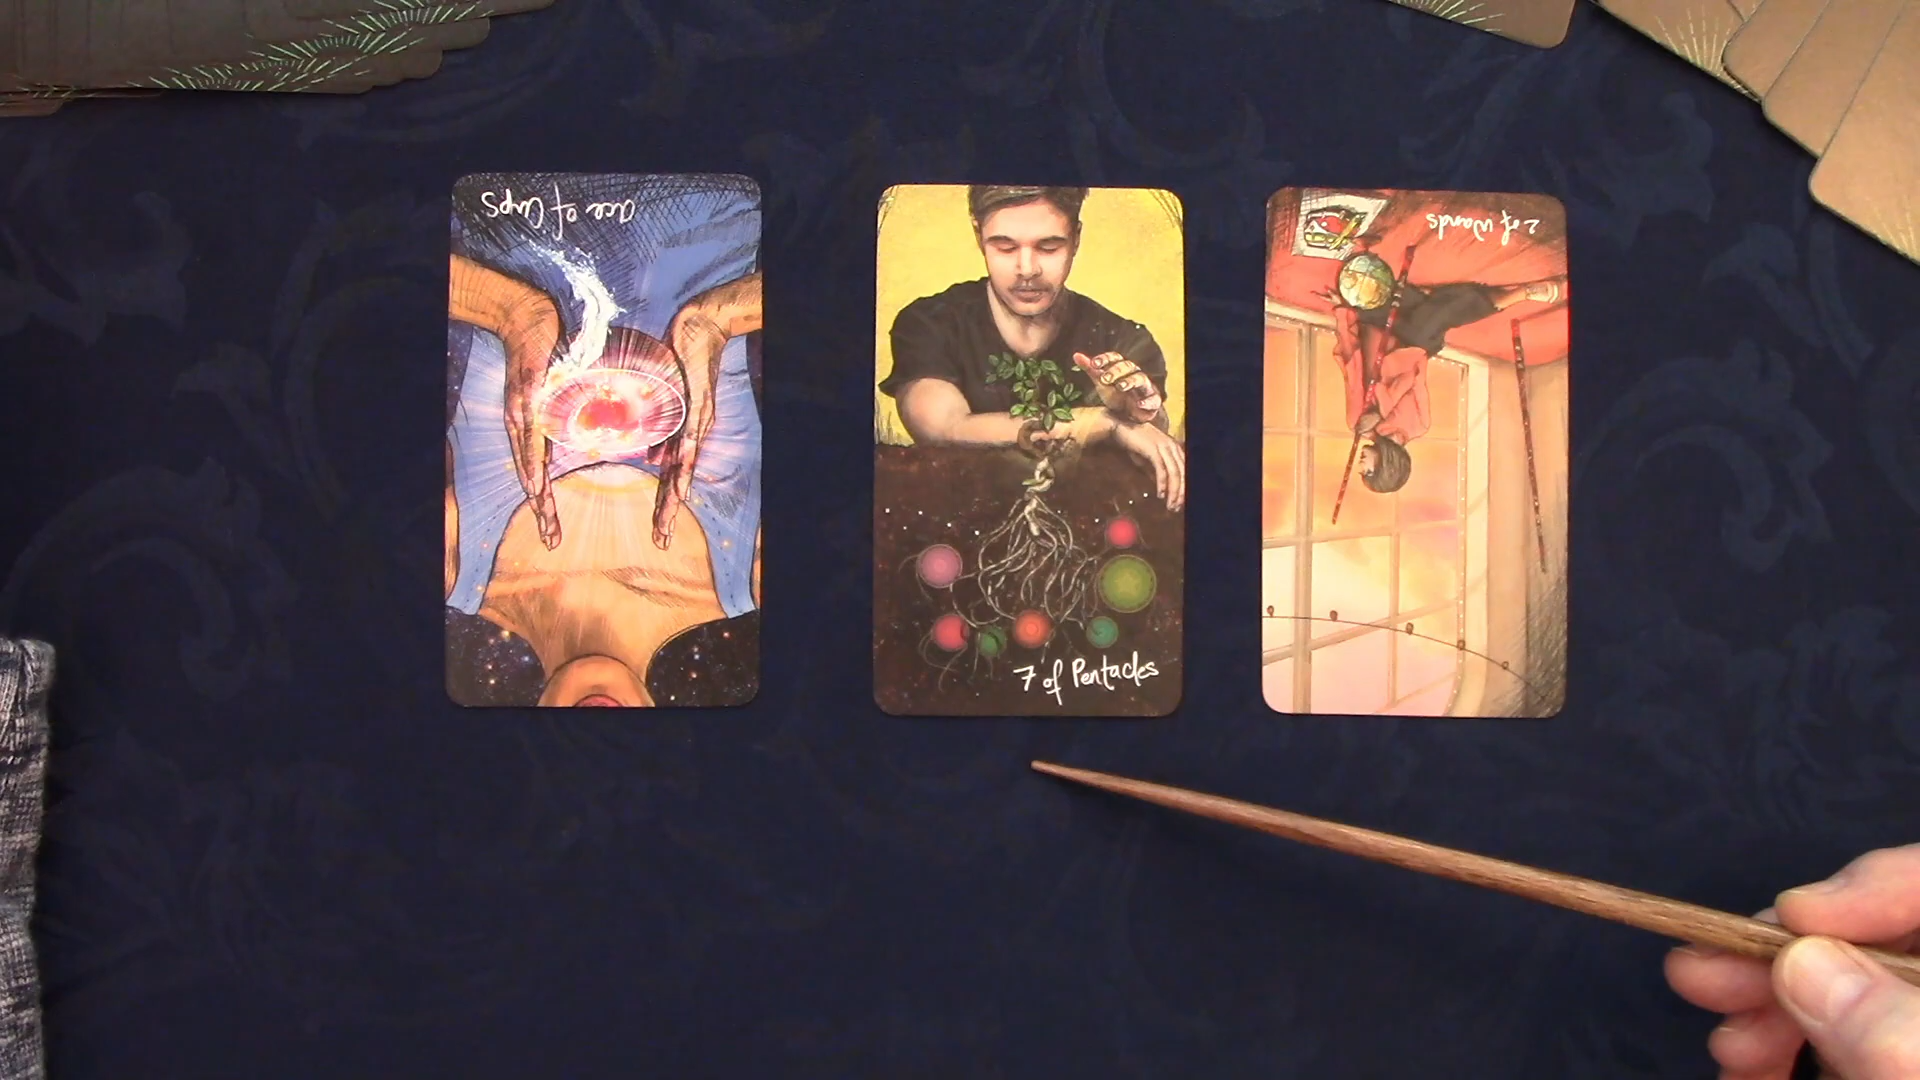 ace of Cups
7 of Pentacles
2 of Wands